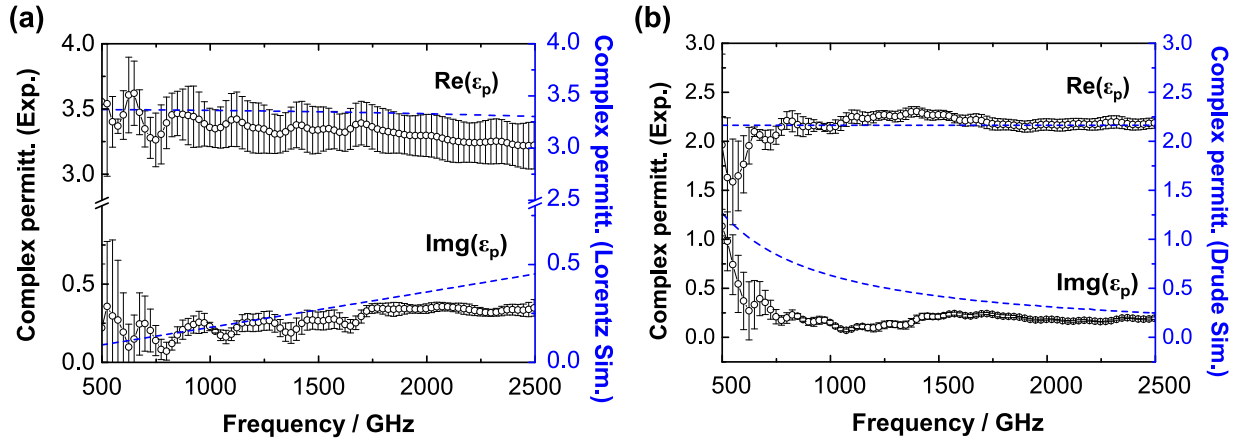 (a)
Complex permitt. (Exp.)
4.0
3.5
3.0
0.5
0.0
Re(εp)
Img(εp)
4.0
3.5
3.0
2.5
0.5
0.0
Complex permitt. (Lorentz Sim.)
500 1000 1500 2000 2500
Frequency / GHz
(b)
Complex permitt. (Exp.)
3.0
2.5
2.0
1.5
1.0
0.5
0.0
Re(εp)
Img(εp)
3.0
2.5
2.0
1.5
1.0
0.5
0.0
Complex permitt. (Drude Sim.)
500 1000 1500 2000 2500
Frequency / GHz